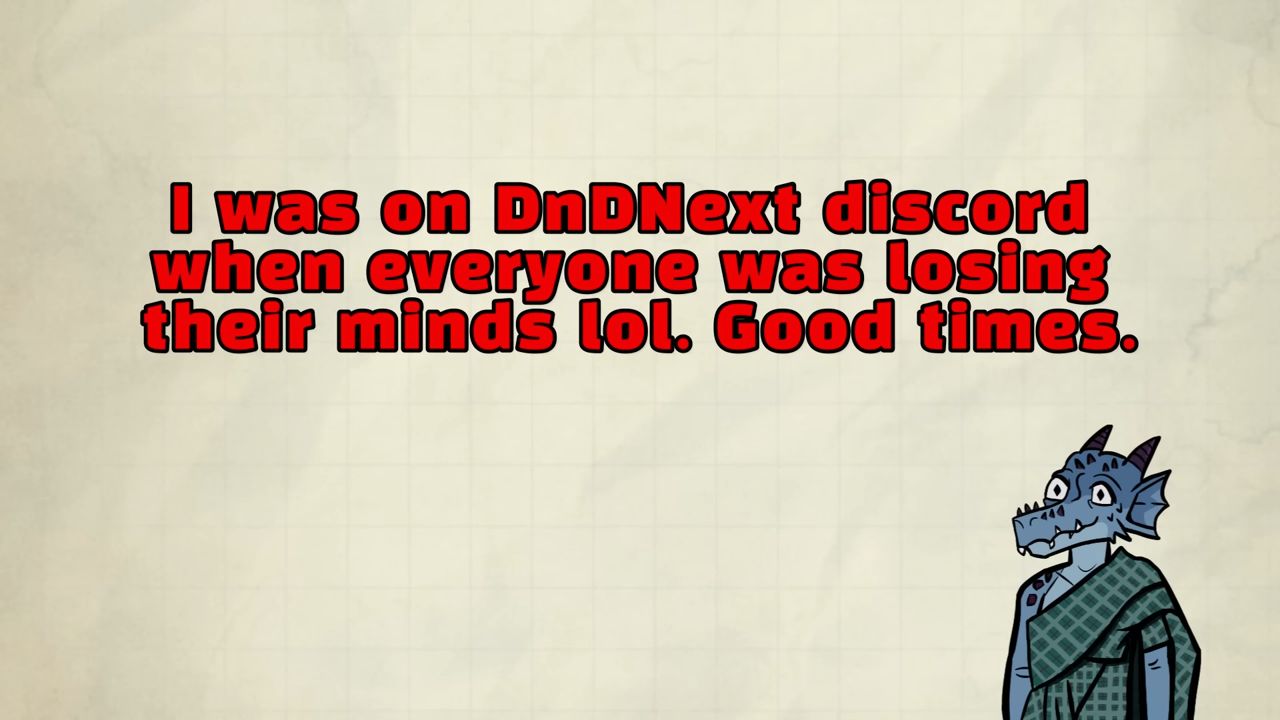 I was on DnDNext discord
when everyone was losing
their minds lol. Good times.